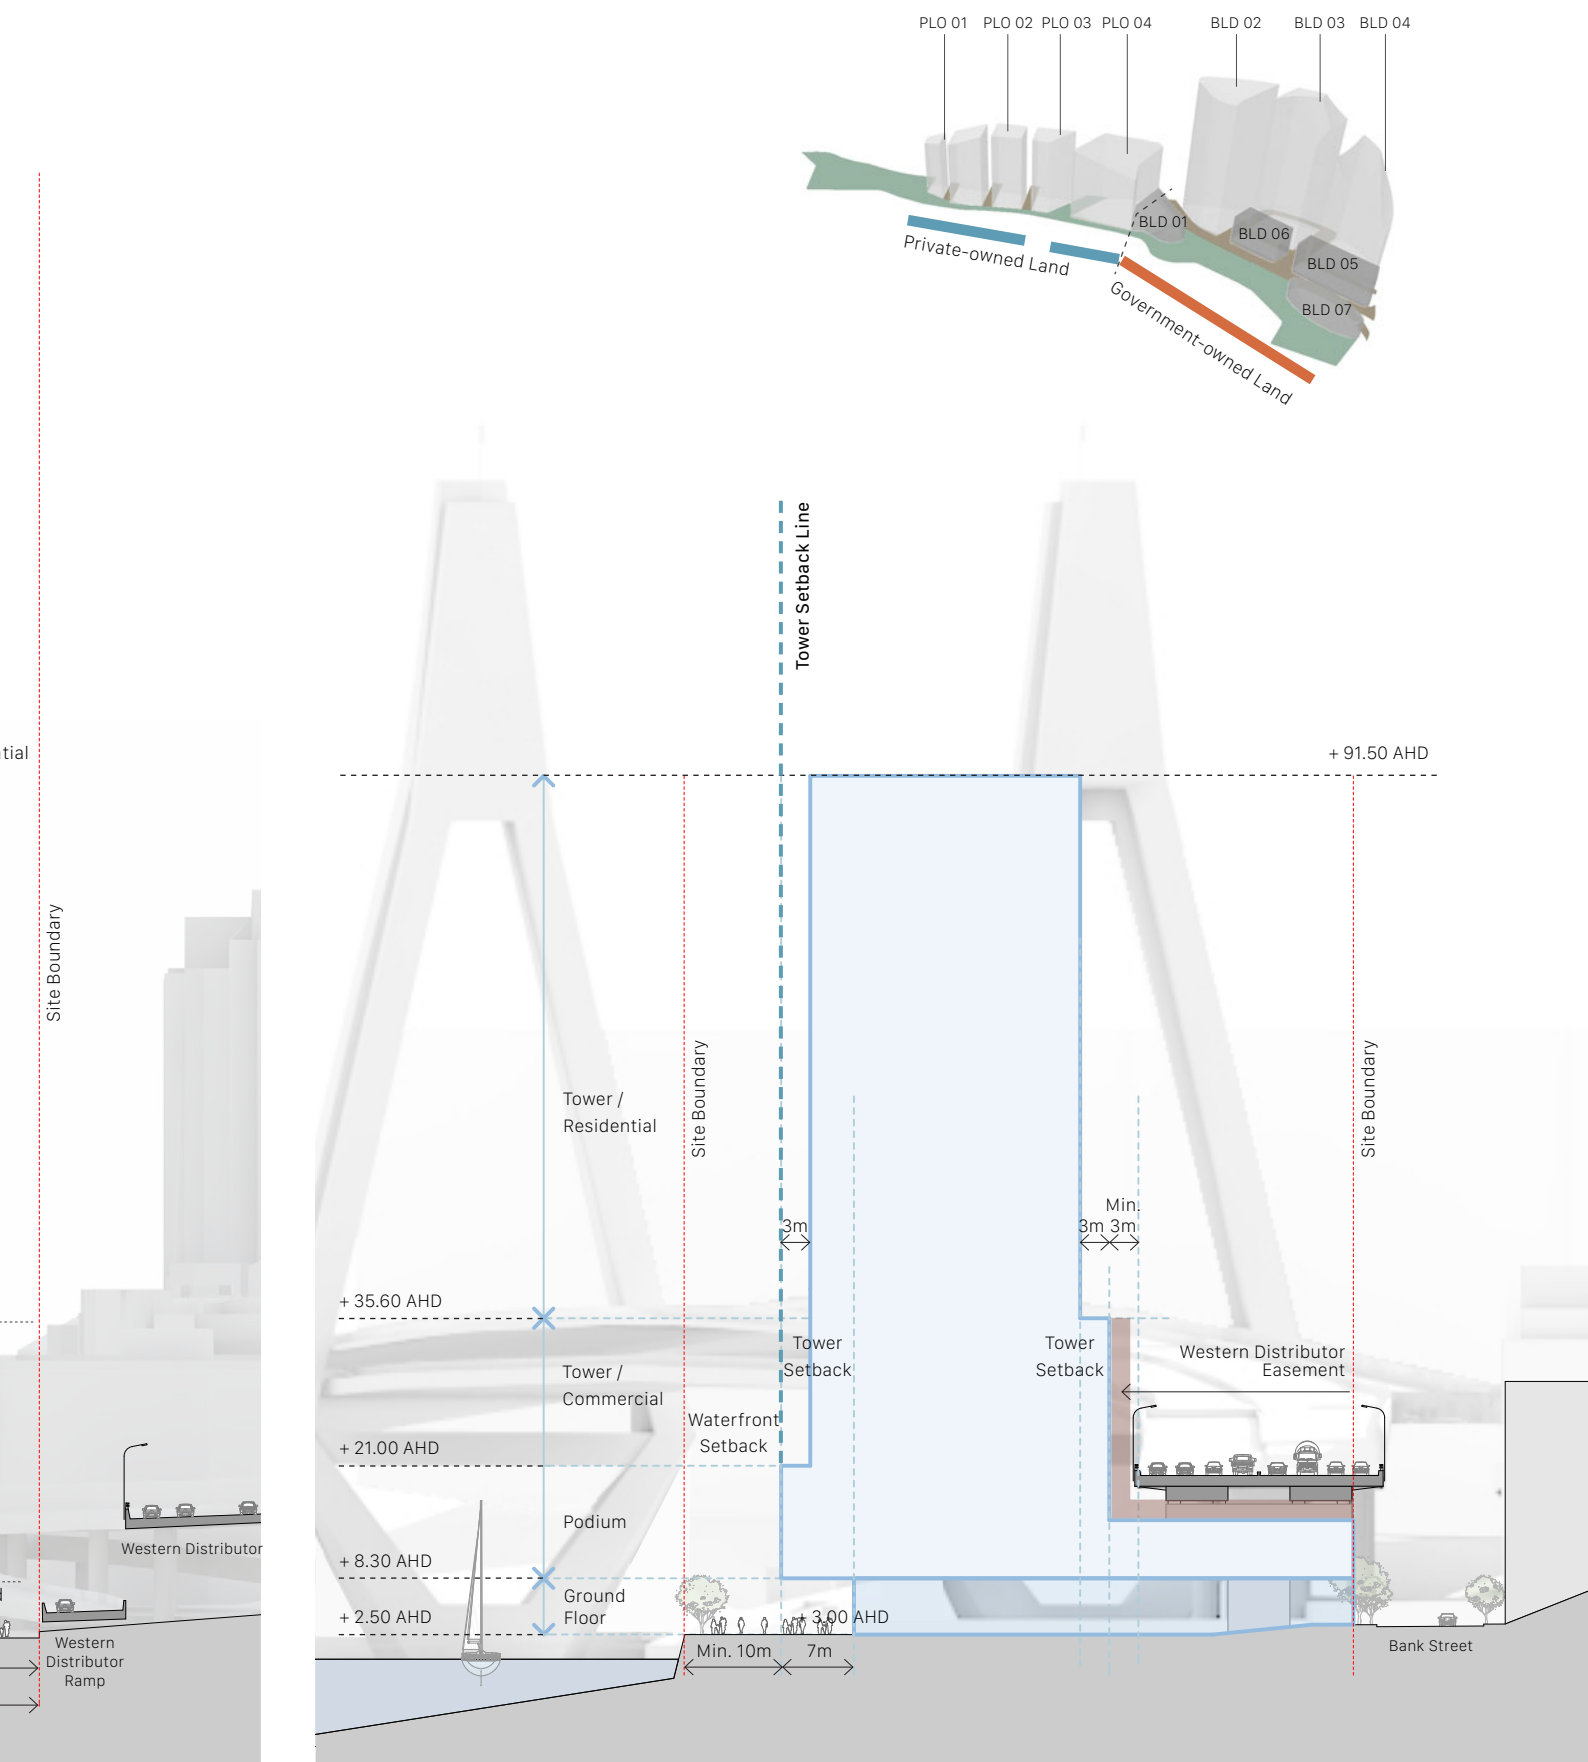 PLO 01
PLO 02
PLO 03
PLO 04
BLD 02
BLD 03
BLD 04
BLD 01
BLD 06
BLD 05
BLD 07
Private-owned Land
Government-owned Land
Tower Setback Line
+ 91.50 AHD
tial
Site Boundary
Site Boundary
Site Boundary
Tower /
Residential
3m
Min.
3m
3m
+ 35.60 AHD
Tower
Setback
Tower
Setback
Western Distributor
Easement
Tower /
Commercial
Waterfront
Setback
+ 21.00 AHD
Podium
+ 8.30 AHD
Ground
Floor
+ 2.50 AHD
+ 3.00 AHD
Min. 10m
7m
Bank Street
Western Distributor
Western
Distributor
Ramp